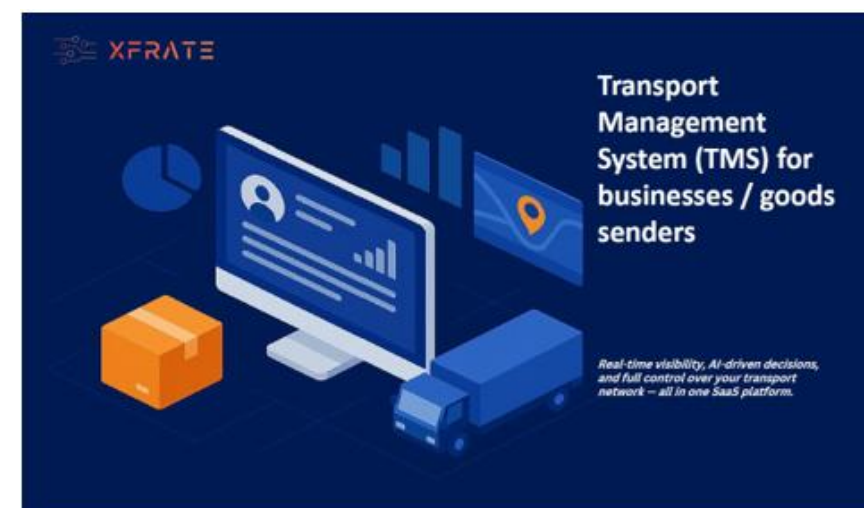 XFRATE
Transport
Management
System (TMS) for
businesses / goods
senders
Real-time visibility, AI-driven decisions,
and full control over your transport
network — all in one SaaS platform.